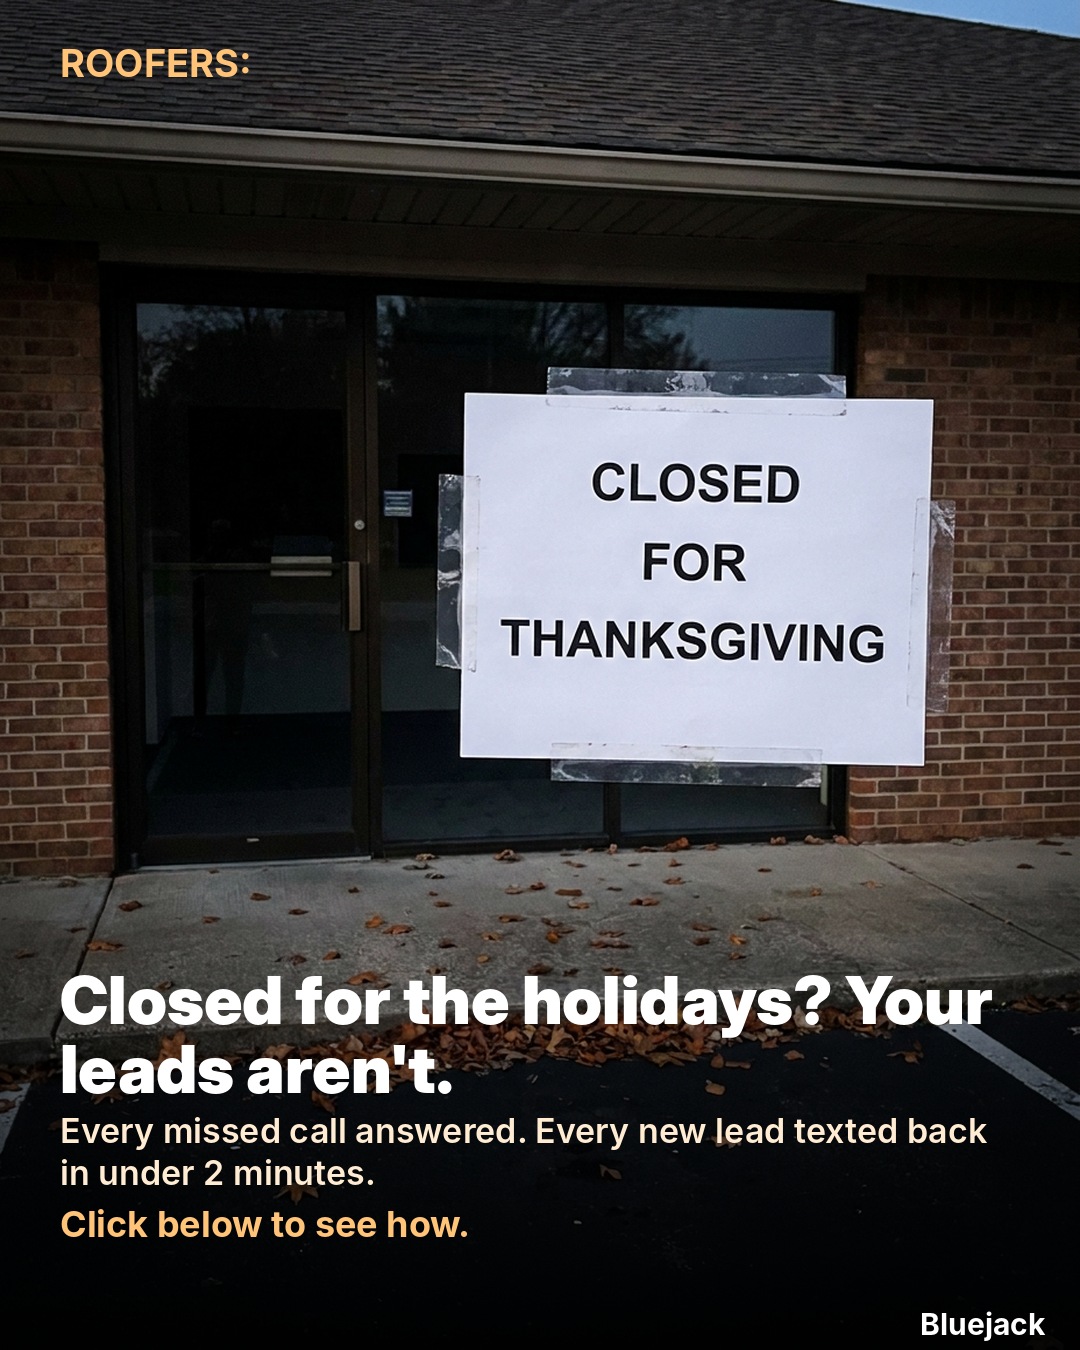 ROOFERS:
CLOSED
FOR
THANKSGIVING
Closed for the holidays? Your
leads aren't.
Every missed call answered. Every new lead texted back
in under 2 minutes.
Click below to see how.
Bluejack